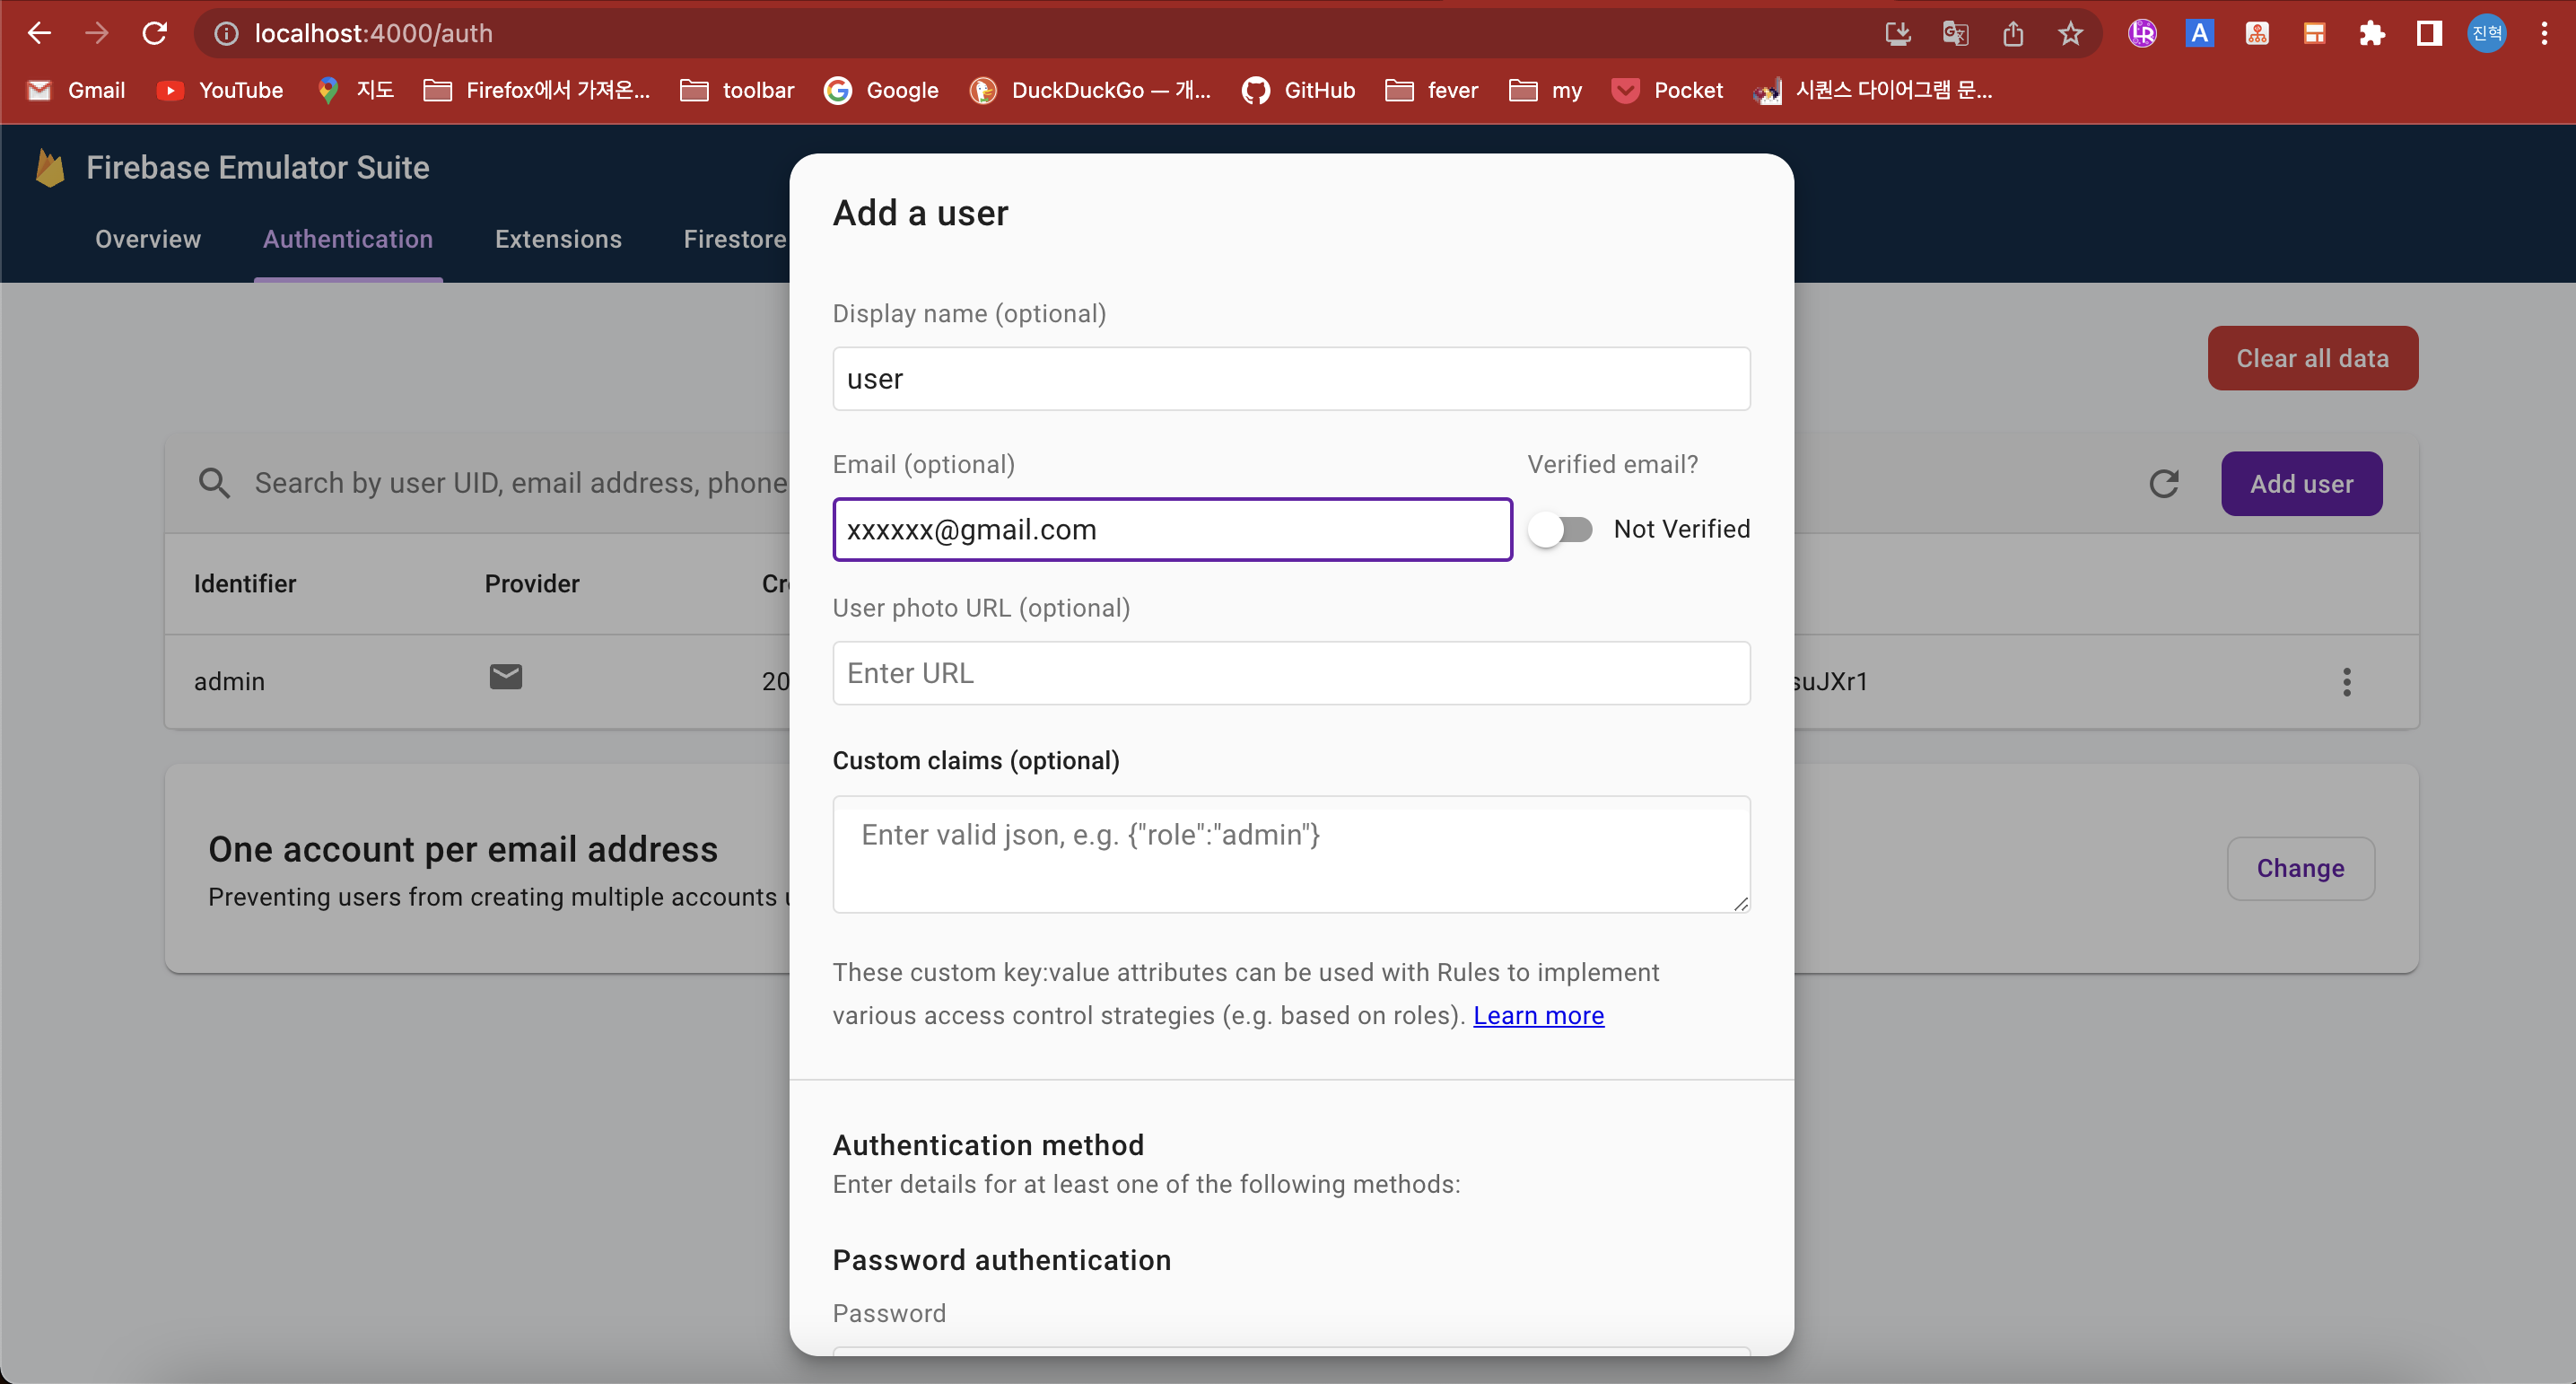 localhost:4000/auth
진혁
Gmail YouTube 지도 Firefox에서 가져온... toolbar Google DuckDuckGo — 개... GitHub fever my Pocket 시퀀스 다이어그램 문...
Firebase Emulator Suite
Overview Authentication Extensions Firestore
Clear all data
Search by user UID, email address, phone
Add user
Identifier Provider Cr
admin 20 suJXr1
One account per email address
Preventing users from creating multiple accounts
Change
Add a user
Display name (optional)
user
Email (optional) Verified email?
xxxxxx@gmail.com Not Verified
User photo URL (optional)
Enter URL
Custom claims (optional)
Enter valid json, e.g. {"role":"admin"}
These custom key:value attributes can be used with Rules to implement
various access control strategies (e.g. based on roles). Learn more
Authentication method
Enter details for at least one of the following methods:
Password authentication
Password